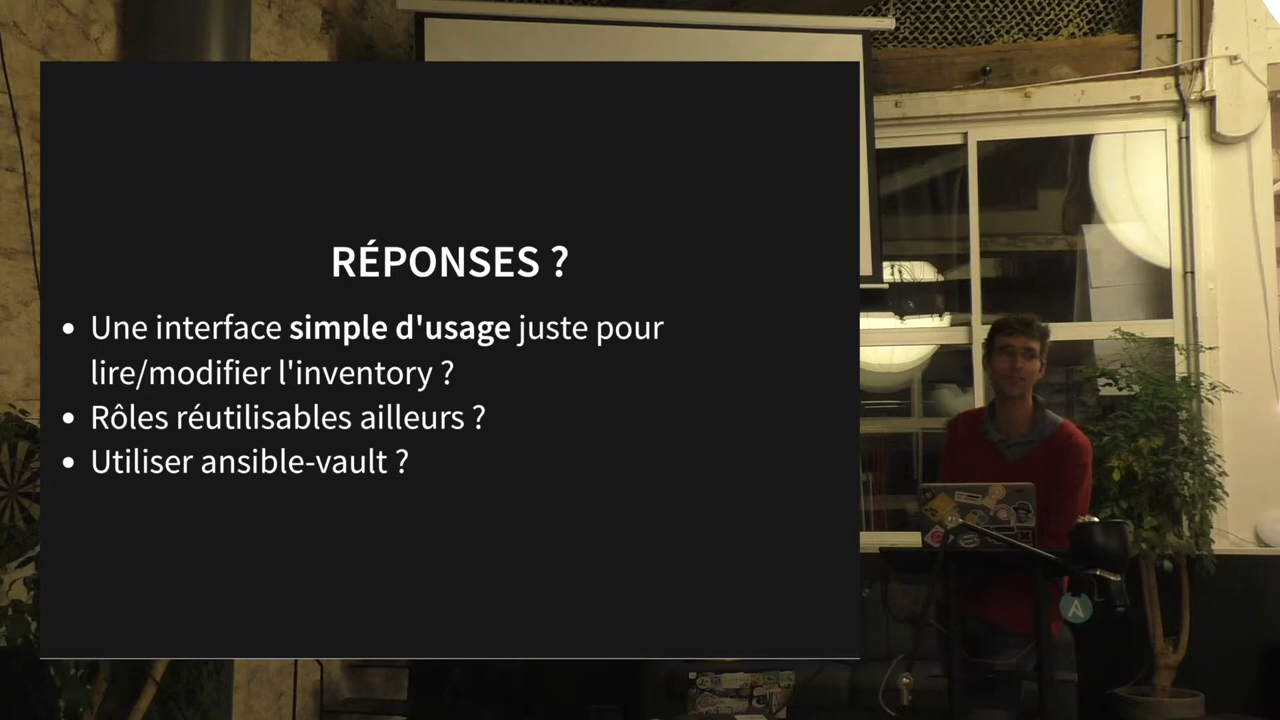 RÉPONSES ?
• Une interface simple d'usage juste pour
lire/modifier l'inventory ?
• Rôles réutilisables ailleurs ?
• Utiliser ansible-vault ?